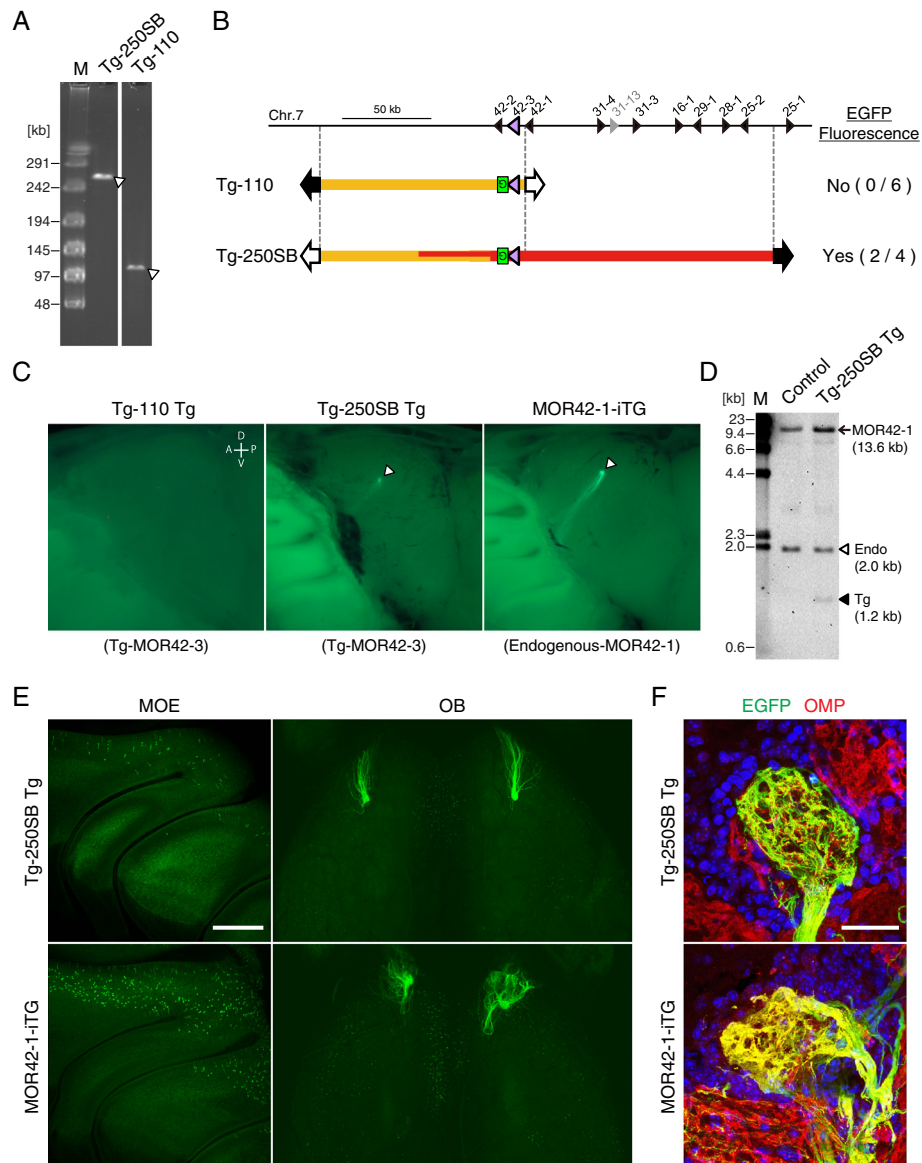 A
M
Tg-250SB
Tg-110
[kb]
291
242
194
145
97
48
B
Chr.7
50 kb
42-2
42-3
42-1
31-4
31-13
31-3
16-1
29-1
28-1
25-2
25-1
EGFP
Fluorescence
Tg-110
G
No ( 0 / 6)
Tg-250SB
G
Yes ( 2 / 4)
C
Tg-110 Tg
Tg-250SB Tg
MOR42-1-iTG
D
A P
V
(Tg-MOR42-3)
(Tg-MOR42-3)
(Endogenous-MOR42-1)
D
[kb]
M
Control
Tg-250SB Tg
23
9.4
6.6
4.4
2.3
2.0
0.6
MOR42-1
(13.6 kb)
Endo
(2.0 kb)
Tg
(1.2 kb)
E
MOE
OB
Tg-250SB Tg
MOR42-1-iTG
F
EGFP OMP
Tg-250SB Tg
MOR42-1-iTG